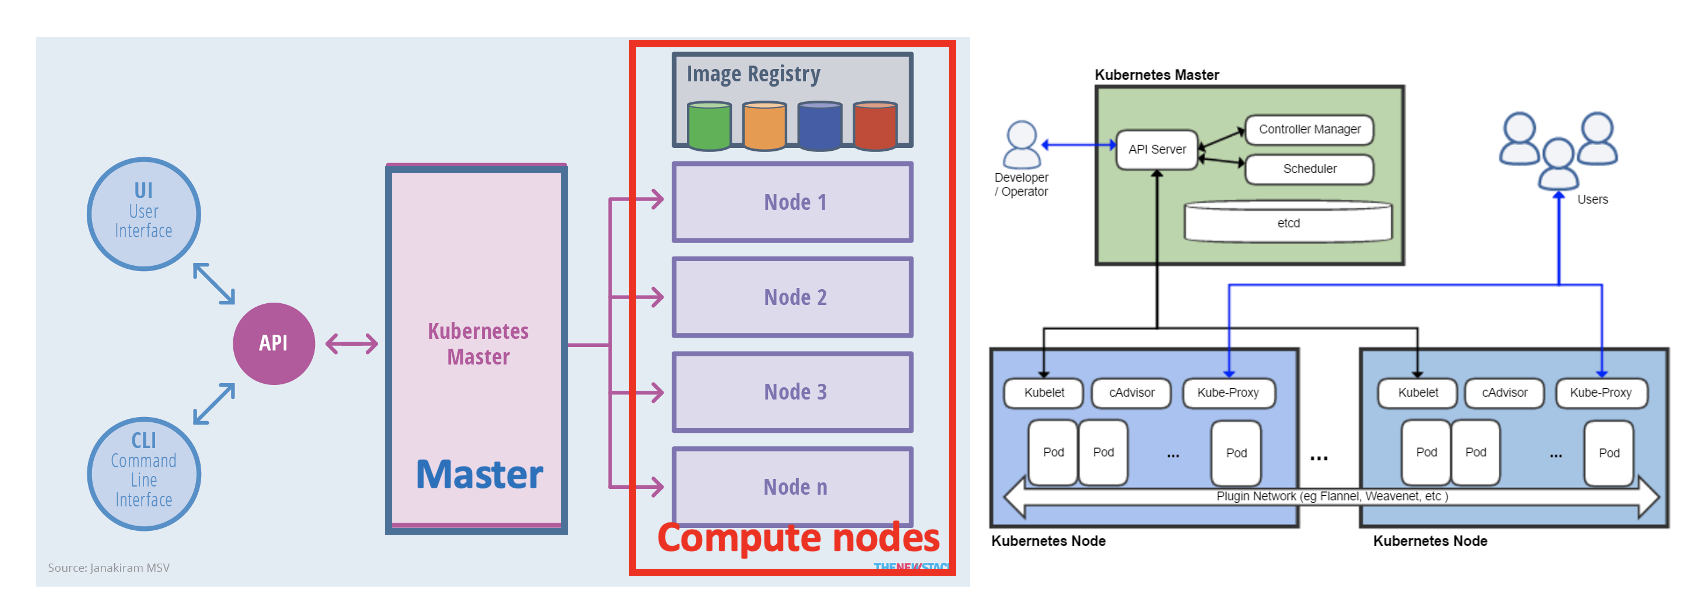 Image Registry
UI
User
Interface
Node 1
Node 2
API
Kubernetes
Master
Node 3
CLI
Command
Line
Interface
Master
Node n
Compute nodes
Source: Janakiram MSV
THENEWSTACK
Kubernetes Master
Controller Manager
API Server
Scheduler
Developer
/ Operator
etcd
Users
Kubelet
cAdvisor
Kube-Proxy
Pod
Pod
...
Pod
...
Kubelet
cAdvisor
Kube-Proxy
Pod
Pod
...
Pod
Plugin Network (eg Flannel, Weavenet, etc )
Kubernetes Node
Kubernetes Node